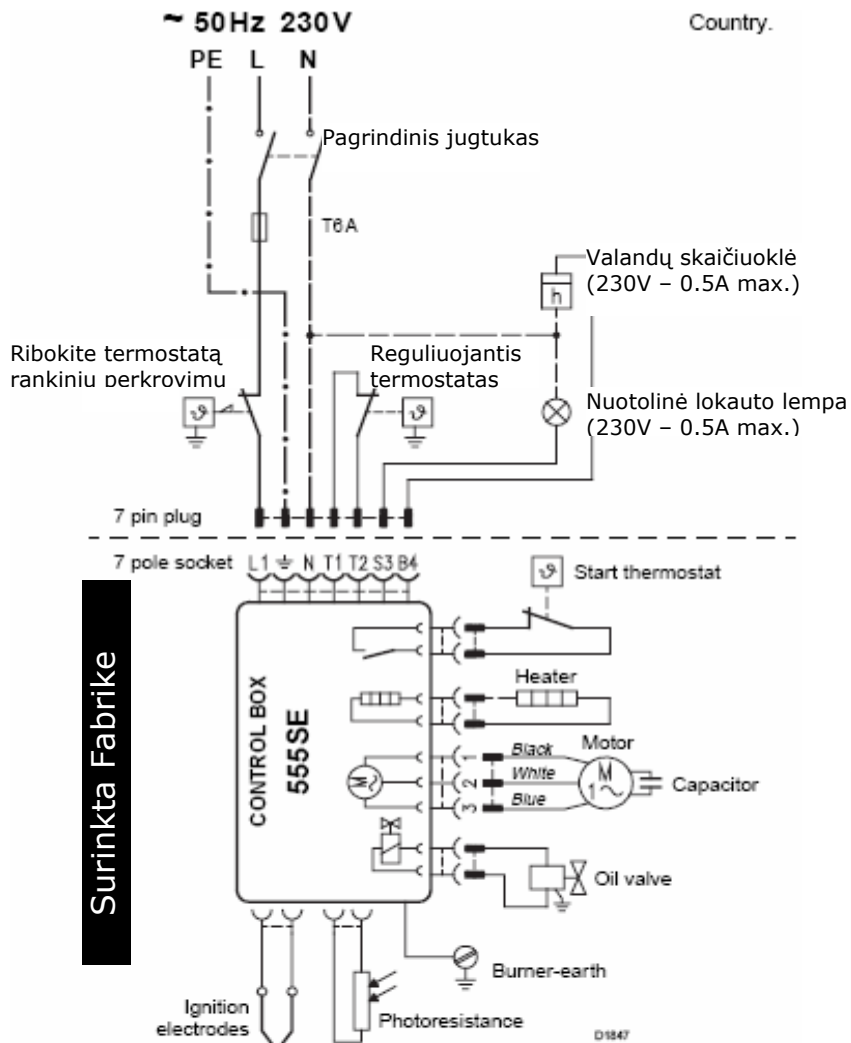 ~ 50Hz 230V
Country.
PE L N
Pagrindinis jugtukas
T6A
Valandų skaičiuoklė
(230V – 0.5A max.)
h
Ribokite termostatą
rankiniu perkrovimu
Reguliuojantis
termostatas
Nuotolinė lokauto lempa
(230V – 0.5A max.)
ϑ
ϑ
7 pin plug
7 pole socket
L1 N T1 T2 S3 B4
ϑ
Start thermostat
Surinkta Fabrike
CONTROL BOX
555SE
Heater
Motor
1 Black
2 White
3 Blue
M~
M
1~
Capacitor
Oil valve
Burner-earth
Ignition
electrodes
Photoresistance
D1847